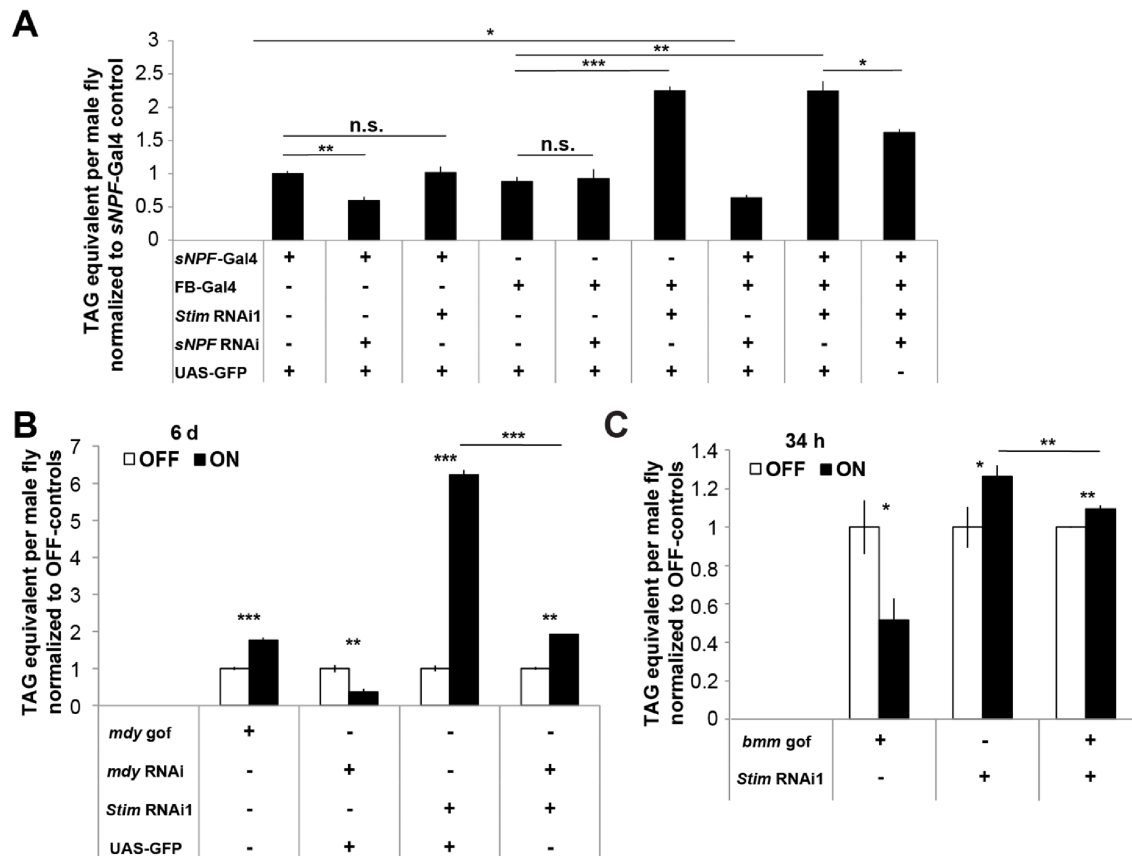 A
TAG equivalent per male fly
normalized to sNPF-Gal4 control
3
2.5
2
1.5
1
0.5
0
*
**
***
*
n.s.
**
n.s.
sNPF-Gal4 + + + - - - + + +
FB-Gal4 - - - + + + + + +
Stim RNAi1 - - + - - + - + +
sNPF RNAi - + - - + - + - +
UAS-GFP + + + + + + + + -
B
6 d
OFF ON
TAG equivalent per male fly
normalized to OFF-controls
7
6
5
4
3
2
1
0
***
***
***
**
**
mdy gof + - - -
mdy RNAi - + - +
Stim RNAi1 - - + +
UAS-GFP - + + -
C
34 h
OFF ON
TAG equivalent per male fly
normalized to OFF-controls
1.4
1.2
1
0.8
0.6
0.4
0.2
0
**
*
**
*
bmm gof + - +
Stim RNAi1 - + +